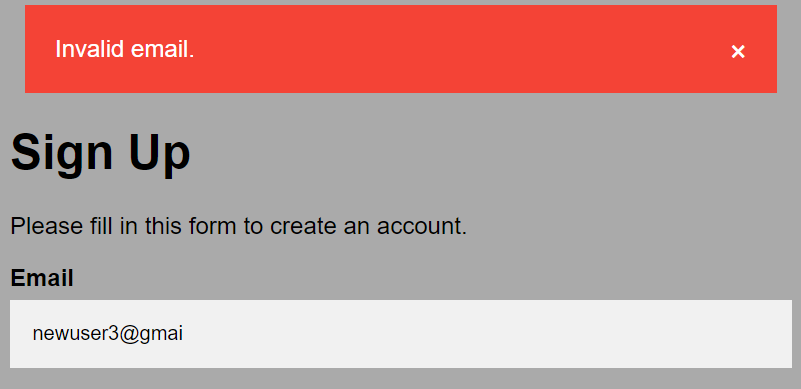 Invalid email. ×
Sign Up
Please fill in this form to create an account.
Email
newuser3@gmai